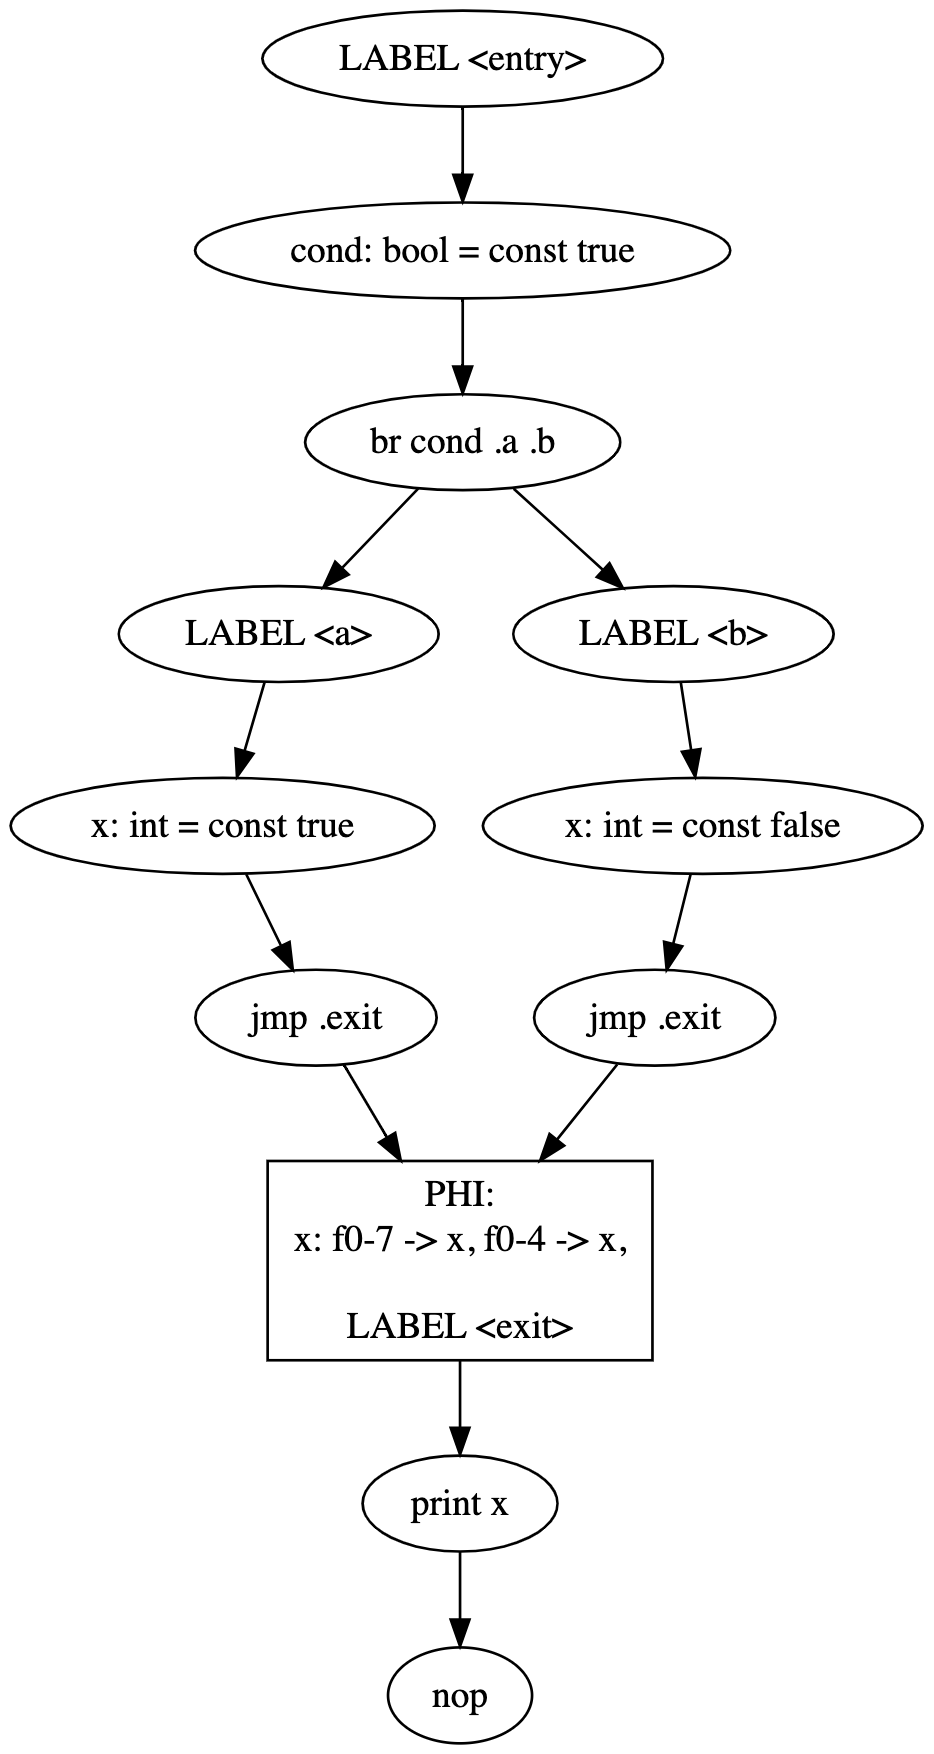 LABEL <entry>
cond: bool = const true
br cond .a .b
LABEL <a>
LABEL <b>
x: int = const true
x: int = const false
jmp .exit
jmp .exit
PHI:
x: f0-7 -> x, f0-4 -> x,
LABEL <exit>
print x
nop